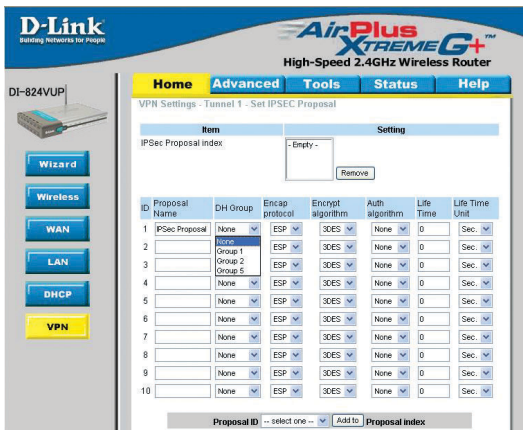 D-Link
Building Networks for People
AirPlus
XTREME G+™
High-Speed 2.4GHz Wireless Router
DI-824VUP
Home Advanced Tools Status Help
VPN Settings - Tunnel 1 - Set IPSEC Proposal
Item Setting
IPSec Proposal index - Empty -
Remove
Wizard
Wireless
WAN
LAN
DHCP
VPN
ID Proposal Name DH Group Encap protocol Encrypt algorithm Auth algorithm Life Time Life Time Unit
1 IPSec Proposal None ESP 3DES None 0 Sec.
None
Group 1
Group 2
Group 5
2 ESP 3DES None 0 Sec.
3 ESP 3DES None 0 Sec.
4 None ESP 3DES None 0 Sec.
5 None ESP 3DES None 0 Sec.
6 None ESP 3DES None 0 Sec.
7 None ESP 3DES None 0 Sec.
8 None ESP 3DES None 0 Sec.
9 None ESP 3DES None 0 Sec.
10 None ESP 3DES None 0 Sec.
Proposal ID -- select one -- Add to Proposal index